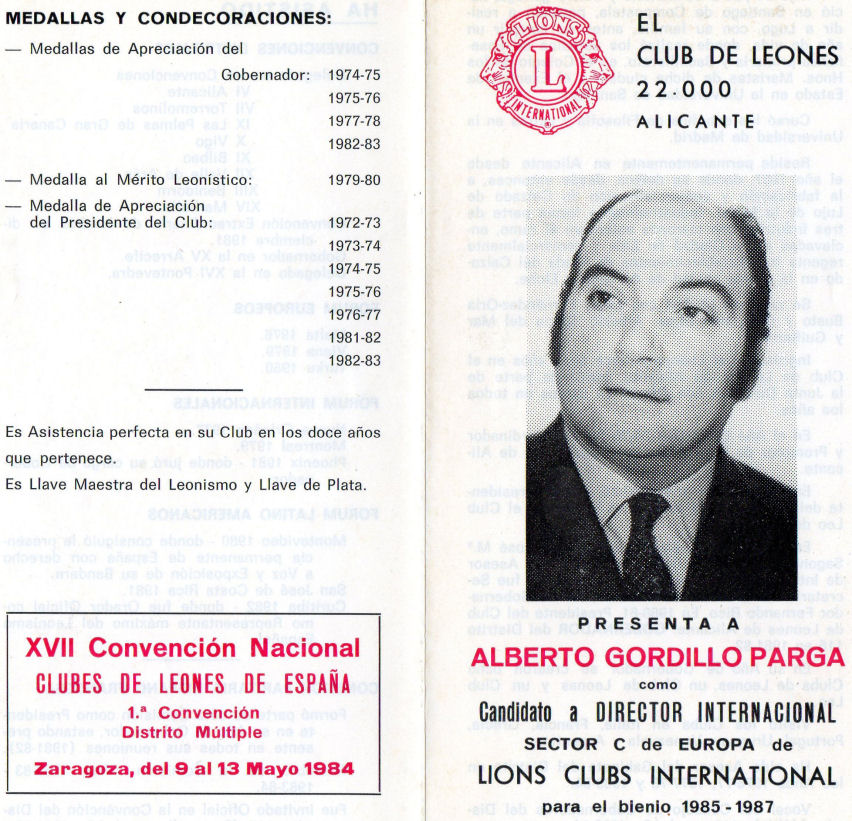 MEDALLAS Y CONDECORACIONES:
— Medallas de Apreciación del
Gobernador: 1974-75
1975-76
1977-78
1982-83
— Medalla al Mérito Leonístico: 1979-80
— Medalla de Apreciación
del Presidente del Club: 1972-73
1973-74
1974-75
1975-76
1976-77
1981-82
1982-83
Es Asistencia perfecta en su Club en los doce años
que pertenece.
Es Llave Maestra del Leonismo y Llave de Plata.
XVII Convención Nacional
CLUBES DE LEONES DE ESPAÑA
1.ª Convención
Distrito Múltiple
Zaragoza, del 9 al 13 Mayo 1984
LIONS
L
INTERNATIONAL
EL
CLUB DE LEONES
22.000
ALICANTE
PRESENTA A
ALBERTO GORDILLO PARGA
como
Candidato a DIRECTOR INTERNACIONAL
SECTOR C de EUROPA de
LIONS CLUBS INTERNATIONAL
para el bienio 1985-1987